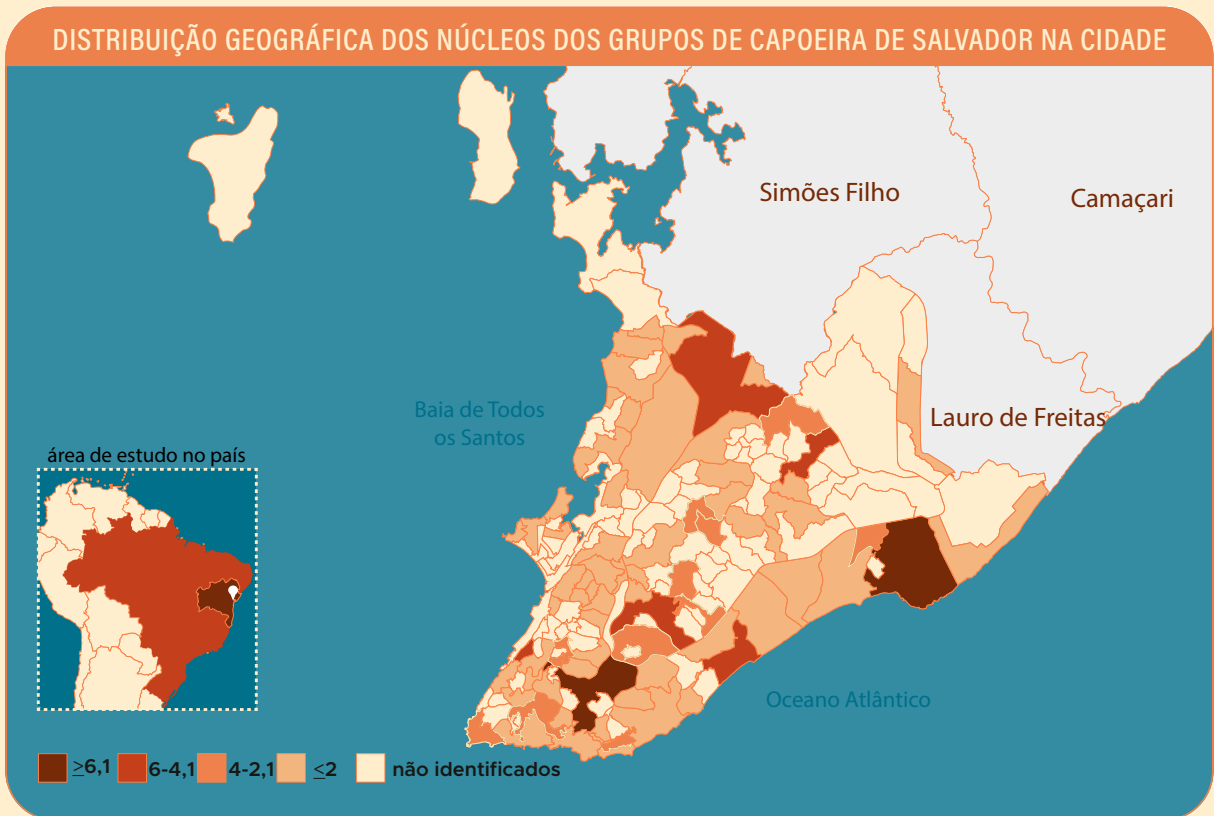 DISTRIBUIÇÃO GEOGRÁFICA DOS NÚCLEOS DOS GRUPOS DE CAPOEIRA DE SALVADOR NA CIDADE
Simões Filho
Camaçari
Lauro de Freitas
Baia de Todos
os Santos
área de estudo no país
Oceano Atlântico
≥6,1 6-4,1 4-2,1 ≤2 não identificados